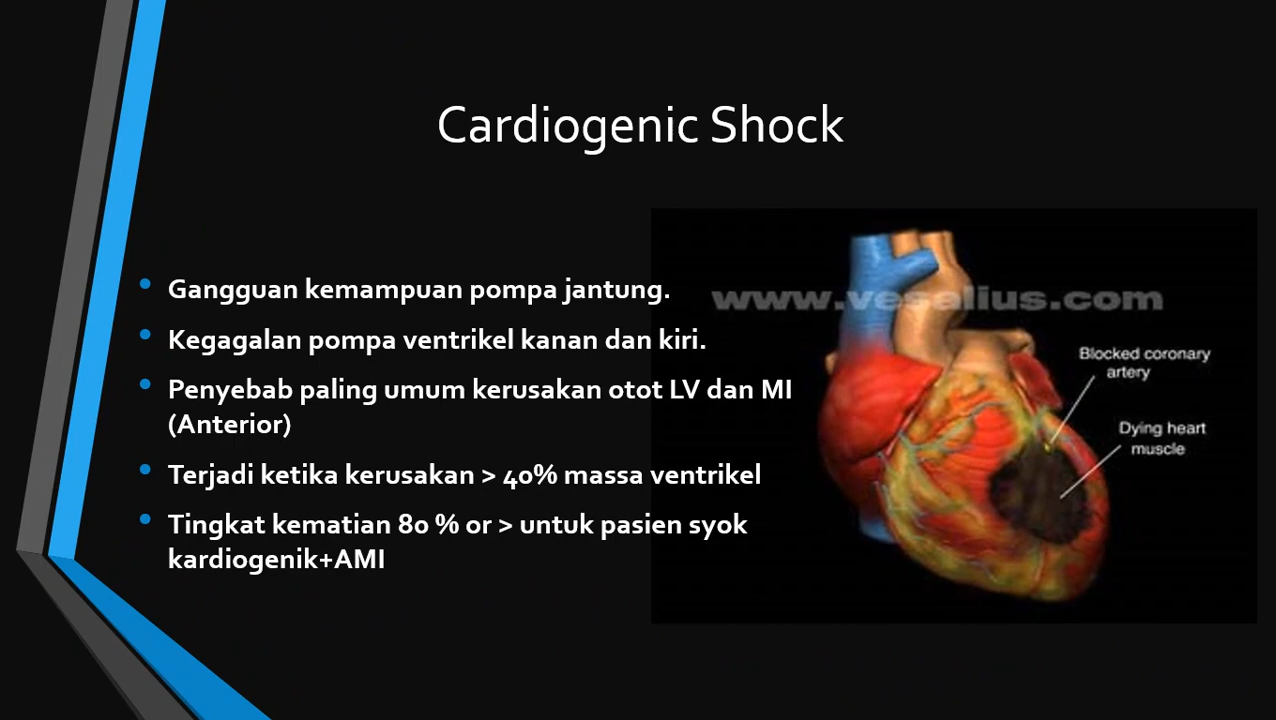 Cardiogenic Shock
Gangguan kemampuan pompa jantung.
Kegagalan pompa ventrikel kanan dan kiri.
Penyebab paling umum kerusakan otot LV dan MI
(Anterior)
Terjadi ketika kerusakan > 40% massa ventrikel
Tingkat kematian 80 % or > untuk pasien syok
kardiogenik+AMI
www.vesalius.com
Blocked coronary
artery
Dying heart
muscle